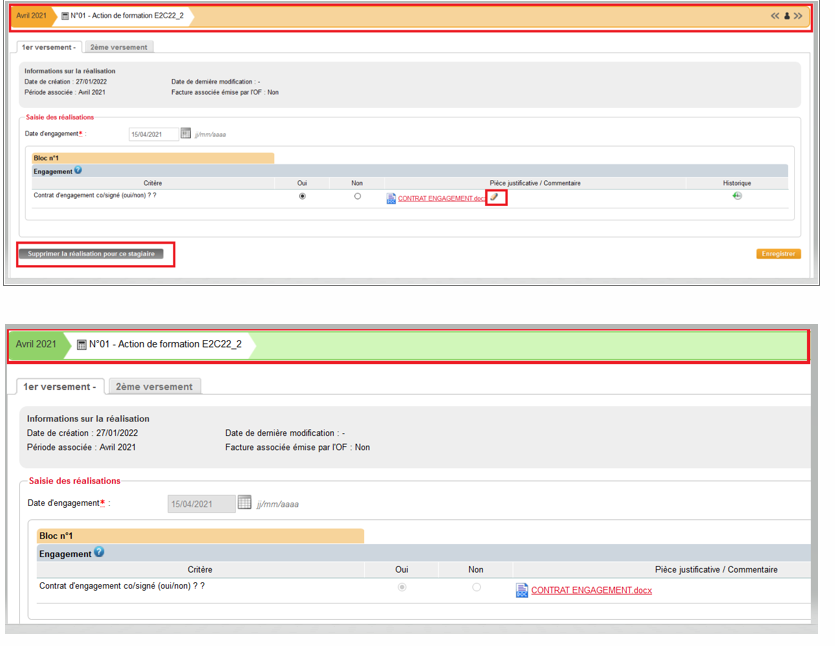 Avril 2021 N°01 - Action de formation E2C22_2
1er versement - 2ème versement
Informations sur la réalisation
Date de création : 27/01/2022 Date de dernière modification : -
Période associée : Avril 2021 Facture associée émise par l'OF : Non
Saisie des réalisations
Date d'engagement* : 15/04/2021 jj/mm/aaaa
Bloc n°1
Engagement ?
Critère Oui Non Pièce justificative / Commentaire Historique
Contrat d'engagement co/signé (oui/non) ? ? CONTRAT ENGAGEMENT.docx
Supprimer la réalisation pour ce stagiaire Enregistrer
Avril 2021 N°01 - Action de formation E2C22_2
1er versement - 2ème versement
Informations sur la réalisation
Date de création : 27/01/2022 Date de dernière modification : -
Période associée : Avril 2021 Facture associée émise par l'OF : Non
Saisie des réalisations
Date d'engagement* : 15/04/2021 jj/mm/aaaa
Bloc n°1
Engagement ?
Critère Oui Non Pièce justificative / Commentaire
Contrat d'engagement co/signé (oui/non) ? ? CONTRAT ENGAGEMENT.docx